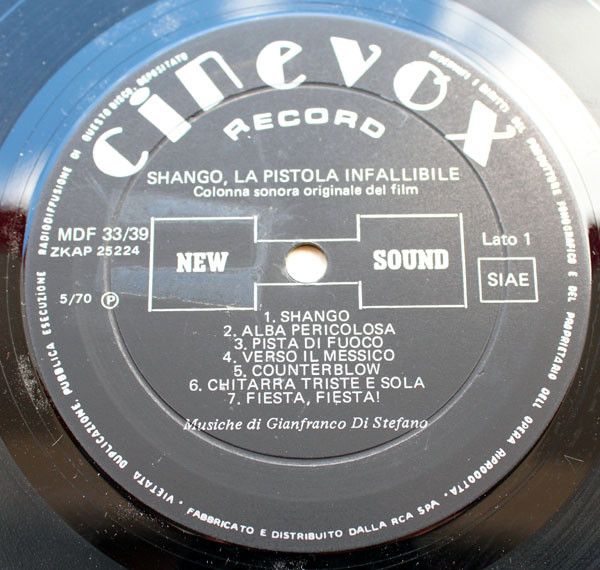 cinevox
RECORD
SHANGO, LA PISTOLA INFALLIBILE
Colonna sonora originale del film
MDF 33/39
ZKAP 25224
NEW
SOUND
Lato 1
SIAE
5/70 Ⓟ
1. SHANGO
2. ALBA PERICOLOSA
3. PISTA DI FUOCO
4. VERSO IL MESSICO
5. COUNTERBLOW
6. CHITARRA TRISTE E SOLA
7. FIESTA, FIESTA!
Musiche di Gianfranco Di Stefano
VIETATA DUPLICAZIONE, PUBBLICA ESECUZIONE RADIODIFFUSIONE DI QUESTO DISCO. DEPOSITATO
I DIRITTI DEL PRODUTTORE FONOGRAFICO E DEL PROPRIETARIO DELL OPERA RIPRODOTTA
FABBRICATO E DISTRIBUITO DALLA RCA SPA